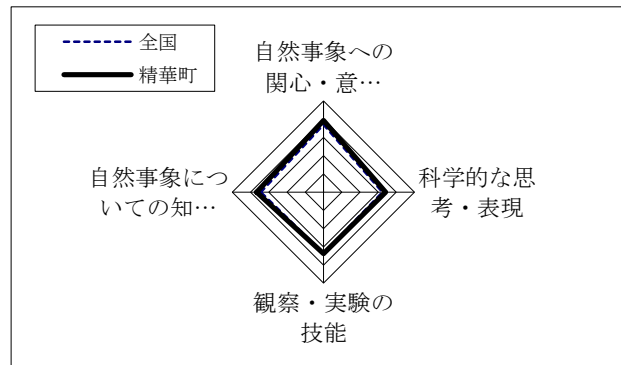 全国
精華町
自然事象への
関心・意…
自然事象につ
いての知…
科学的な思
考・表現
観察・実験の
技能